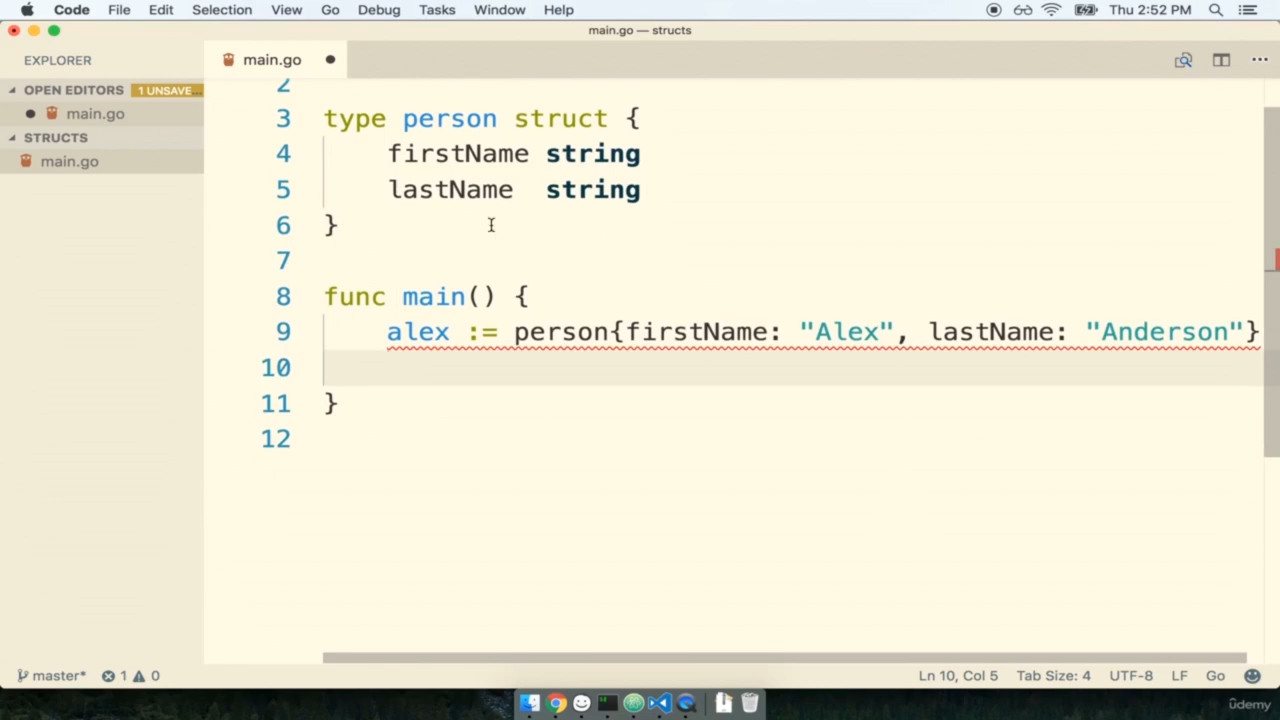 Code File Edit Selection View Go Debug Tasks Window Help Thu 2:52 PM
main.go — structs
EXPLORER
main.go
OPEN EDITORS 1 UNSAVE...
main.go
STRUCTS
main.go
2
3 type person struct {
4 firstName string
5 lastName string
6 }
7
8 func main() {
9 alex := person{firstName: "Alex", lastName: "Anderson"}
10
11 }
12
master* 1 0 Ln 10, Col 5 Tab Size: 4 UTF-8 LF Go
ûdemy